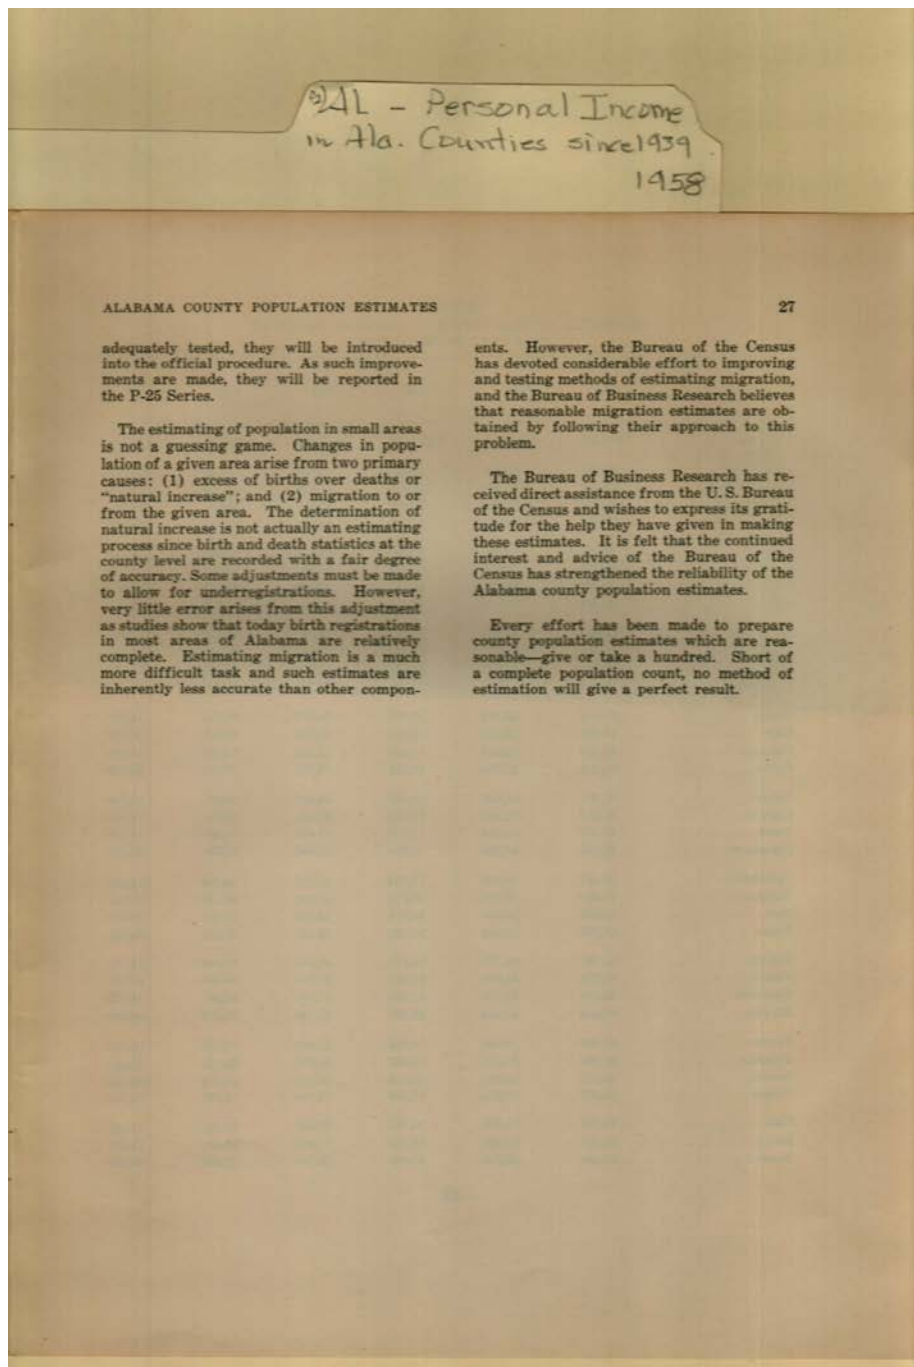 AL - Personal Income
in Ala. Counties since 1939
1958
ALABAMA COUNTY POPULATION ESTIMATES 27
adequately tested, they will be introduced
into the official procedure. As such improve-
ments are made, they will be reported in
the P-25 Series.
The estimating of population in small areas
is not a guessing game. Changes in popu-
lation of a given area arise from two primary
causes: (1) excess of births over deaths or
"natural increase"; and (2) migration to or
from the given area. The determination of
natural increase is not actually an estimating
process since birth and death statistics at the
county level are recorded with a fair degree
of accuracy. Some adjustments must be made
to allow for underregistrations. However,
very little error arises from this adjustment
as studies show that today birth registrations
in most areas of Alabama are relatively
complete. Estimating migration is a much
more difficult task and such estimates are
inherently less accurate than other compon-
ents. However, the Bureau of the Census
has devoted considerable effort to improving
and testing methods of estimating migration,
and the Bureau of Business Research believes
that reasonable migration estimates are ob-
tained by following their approach to this
problem.
The Bureau of Business Research has re-
ceived direct assistance from the U. S. Bureau
of the Census and wishes to express its grati-
tude for the help they have given in making
these estimates. It is felt that the continued
interest and advice of the Bureau of the
Census has strengthened the reliability of the
Alabama county population estimates.
Every effort has been made to prepare
county population estimates which are rea-
sonable—give or take a hundred. Short of
a complete population count, no method of
estimation will give a perfect result.